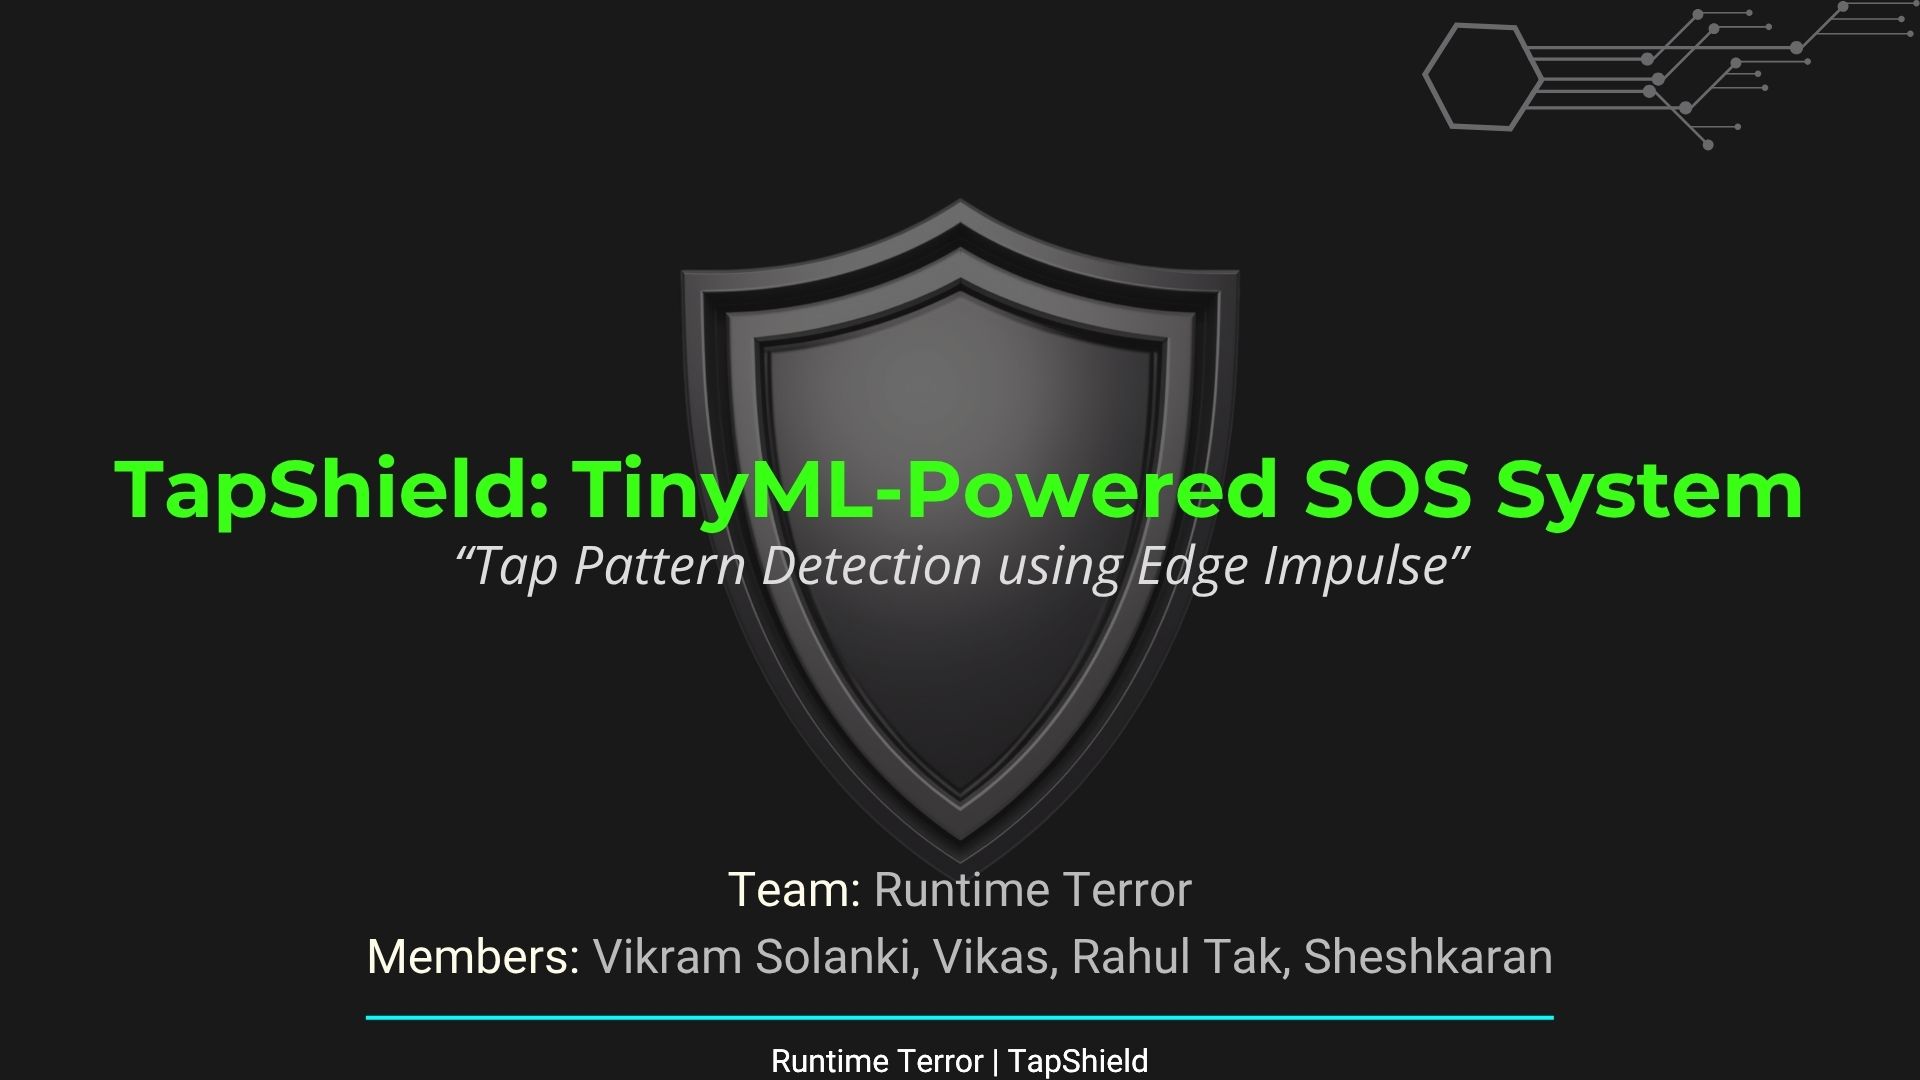 TapShield: TinyML-Powered SOS System
“Tap Pattern Detection using Edge Impulse”
Team: Runtime Terror
Members: Vikram Solanki, Vikas, Rahul Tak, Sheshkaran
Runtime Terror | TapShield